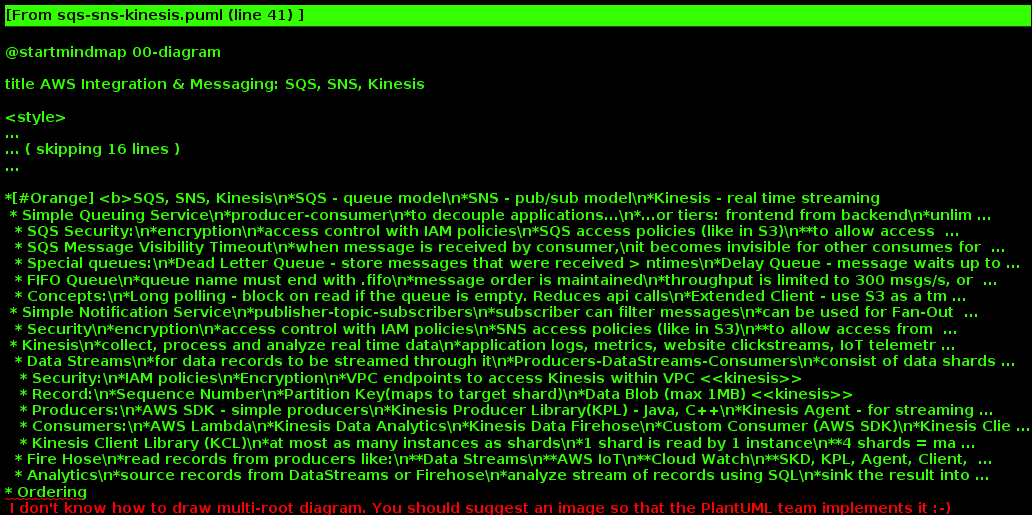 [From sqs-sns-kinesis.puml (line 41) ]
@startmindmap 00-diagram
title AWS Integration & Messaging: SQS, SNS, Kinesis
<style>
...
... ( skipping 16 lines )
...
*[#Orange] <b>SQS, SNS, Kinesis\n*SQS - queue model\n*SNS - pub/sub model\n*Kinesis - real time streaming
* Simple Queuing Service\n*producer-consumer\n*to decouple applications...\n*...or tiers: frontend from backend\n*unlim ...
* SQS Security:\n*encryption\n*access control with IAM policies\n*SQS access policies (like in S3)\n**to allow access ...
* SQS Message Visibility Timeout\n*when message is received by consumer,\nit becomes invisible for other consumes for ...
* Special queues:\n*Dead Letter Queue - store messages that were received > ntimes\n*Delay Queue - message waits up to ...
* FIFO Queue\n*queue name must end with .fifo\n*message order is maintained\n*throughput is limited to 300 msgs/s, or ...
* Concepts:\n*Long polling - block on read if the queue is empty. Reduces api calls\n*Extended Client - use S3 as a tm ...
* Simple Notification Service\n*publisher-topic-subscribers\n*subscriber can filter messages\n*can be used for Fan-Out ...
* Security\n*encryption\n*access control with IAM policies\n*SNS access policies (like in S3)\n**to allow access from ...
* Kinesis\n*collect, process and analyze real time data\n*application logs, metrics, website clickstreams, IoT telemetr ...
* Data Streams\n*for data records to be streamed through it\n*Producers-DataStreams-Consumers\n*consist of data shards ...
* Security:\n*IAM policies\n*Encryption\n*VPC endpoints to access Kinesis within VPC <<kinesis>>
* Record:\n*Sequence Number\n*Partition Key(maps to target shard)\n*Data Blob (max 1MB) <<kinesis>>
* Producers:\n*AWS SDK - simple producers\n*Kinesis Producer Library(KPL) - Java, C++\n*Kinesis Agent - for streaming ...
* Consumers:\n*AWS Lambda\n*Kinesis Data Analytics\n*Kinesis Data Firehose\n*Custom Consumer (AWS SDK)\n*Kinesis Clie ...
* Kinesis Client Library (KCL)\n*at most as many instances as shards\n*1 shard is read by 1 instance\n**4 shards = ma ...
* Fire Hose\n*read records from producers like:\n**Data Streams\n**AWS IoT\n**Cloud Watch\n**SKD, KPL, Agent, Client, ...
* Analytics\n*source records from DataStreams or Firehose\n*analyze stream of records using SQL\n*sink the result into ...
* Ordering
I don't know how to draw multi-root diagram. You should suggest an image so that the PlantUML team implements it :-)